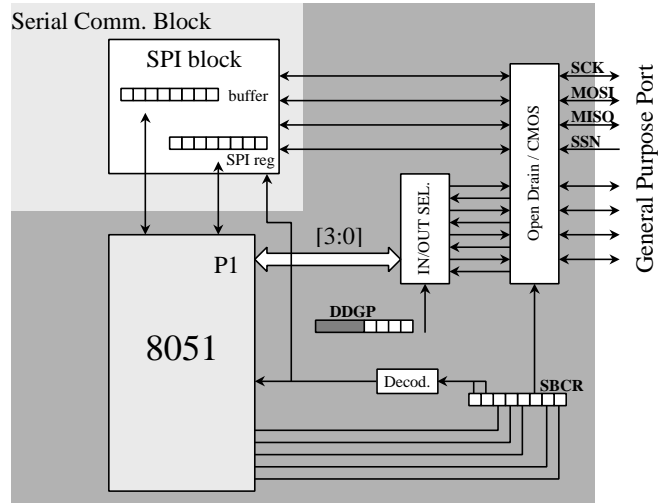 Serial Comm. Block
SPI block
buffer
SPI reg
SCK
MOSI
MISO
SSN
Open Drain / CMOS
General Purpose Port
IN/OUT SEL.
[3:0]
P1
8051
DDGP
Decod.
SBCR